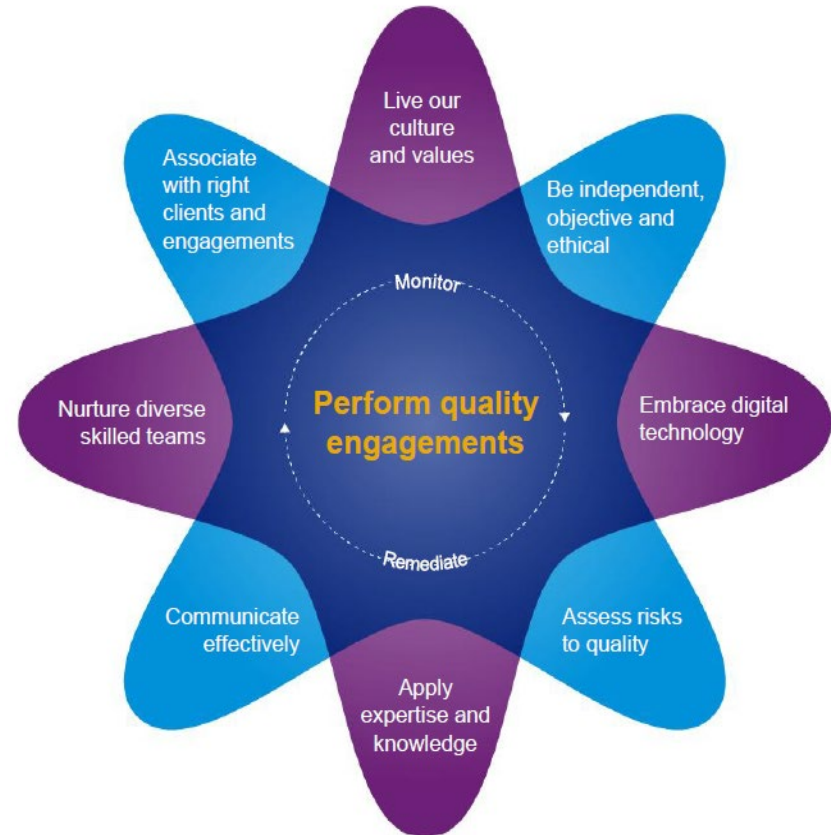 Live our
culture
and values
Be independent,
objective and
ethical
Embrace digital
technology
Assess risks
to quality
Apply
expertise and
knowledge
Communicate
effectively
Nurture diverse
skilled teams
Associate
with right
clients and
engagements
Monitor
Perform quality
engagements
Remediate